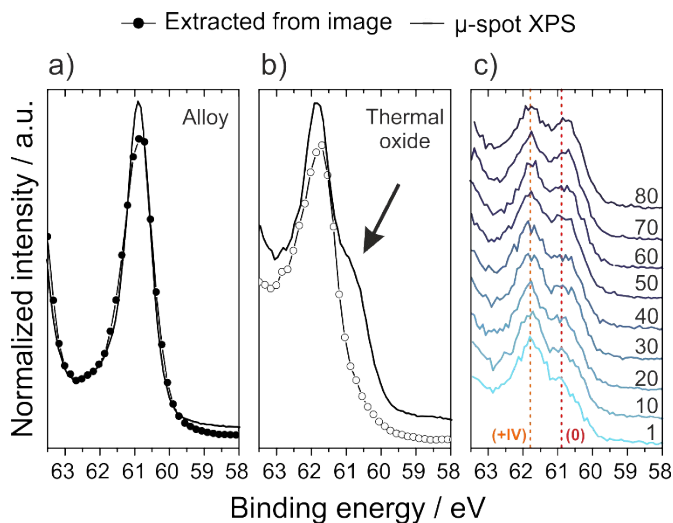 Extracted from image
μ-spot XPS
a)
b)
c)
Alloy
Thermal
oxide
80
70
60
50
40
30
20
10
1
(+IV)
(0)
Normalized intensity / a.u.
63 62 61 60 59 58
63 62 61 60 59 58
63 62 61 60 59 58
Binding energy / eV